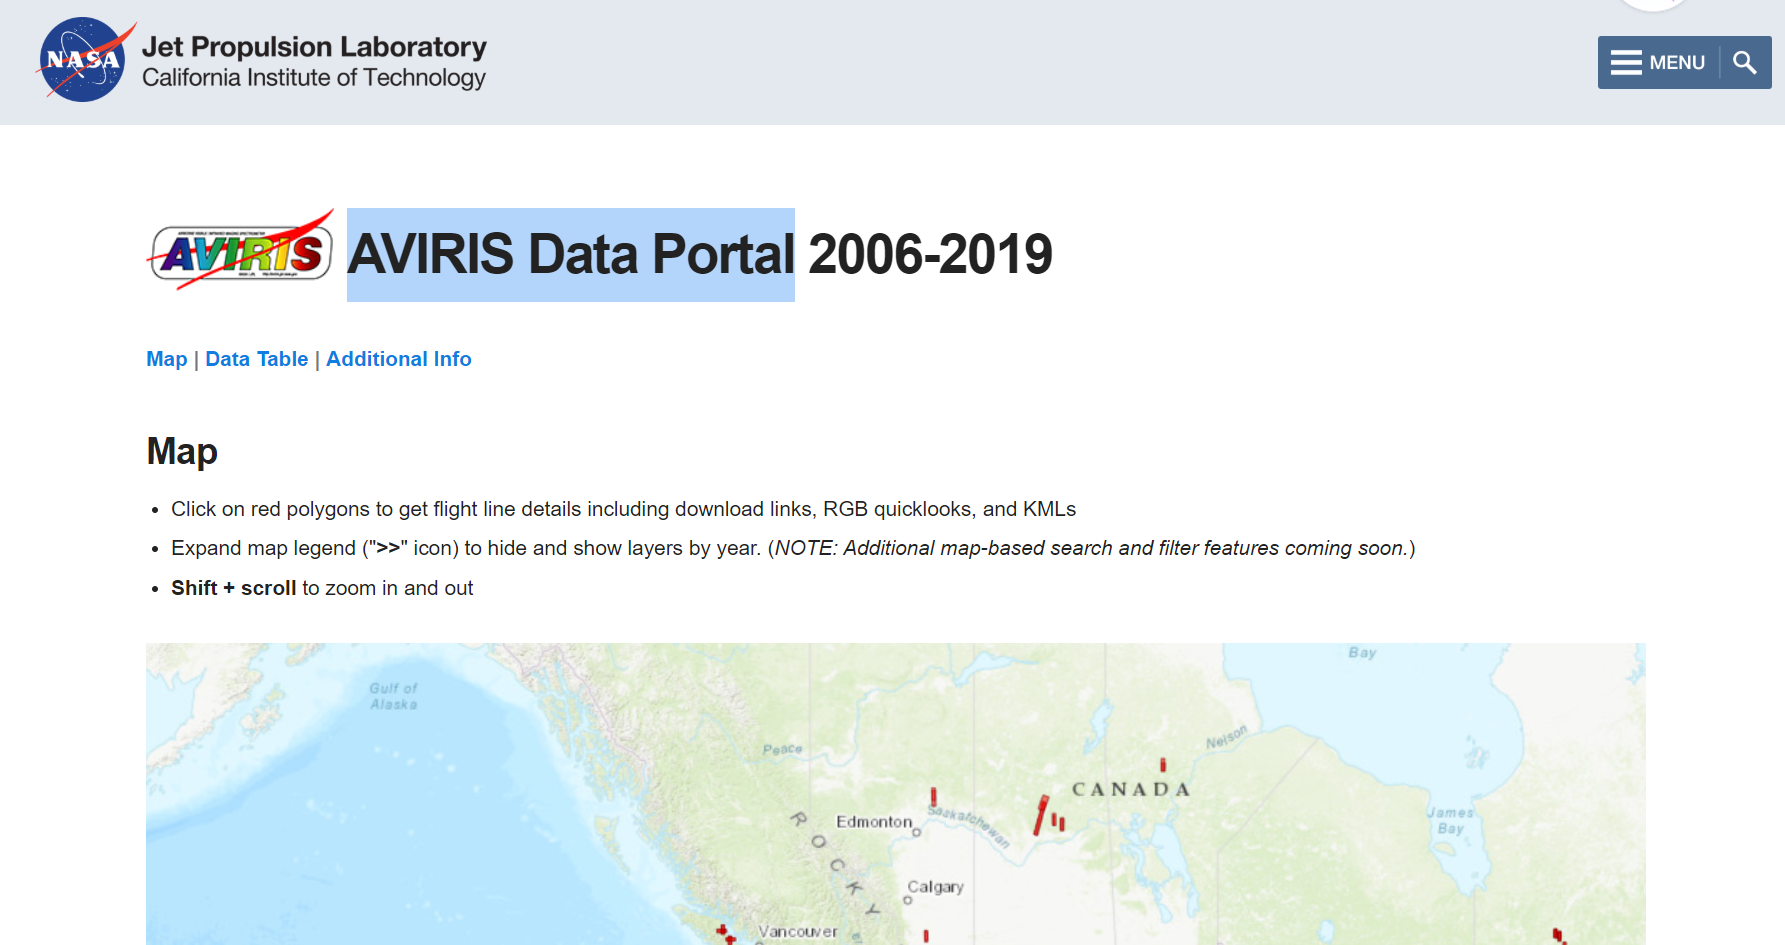 NASA
Jet Propulsion Laboratory
California Institute of Technology
MENU
AVIRIS
AVIRIS Data Portal 2006-2019
Map | Data Table | Additional Info
Map
• Click on red polygons to get flight line details including download links, RGB quicklooks, and KMLs
• Expand map legend (">>" icon) to hide and show layers by year. (NOTE: Additional map-based search and filter features coming soon.)
• Shift + scroll to zoom in and out
Bay
Gulf of
Alaska
Peace
Nelson
CANADA
Saskatchewan
Edmonton
James
Bay
ROCKY
Calgary
Vancouver